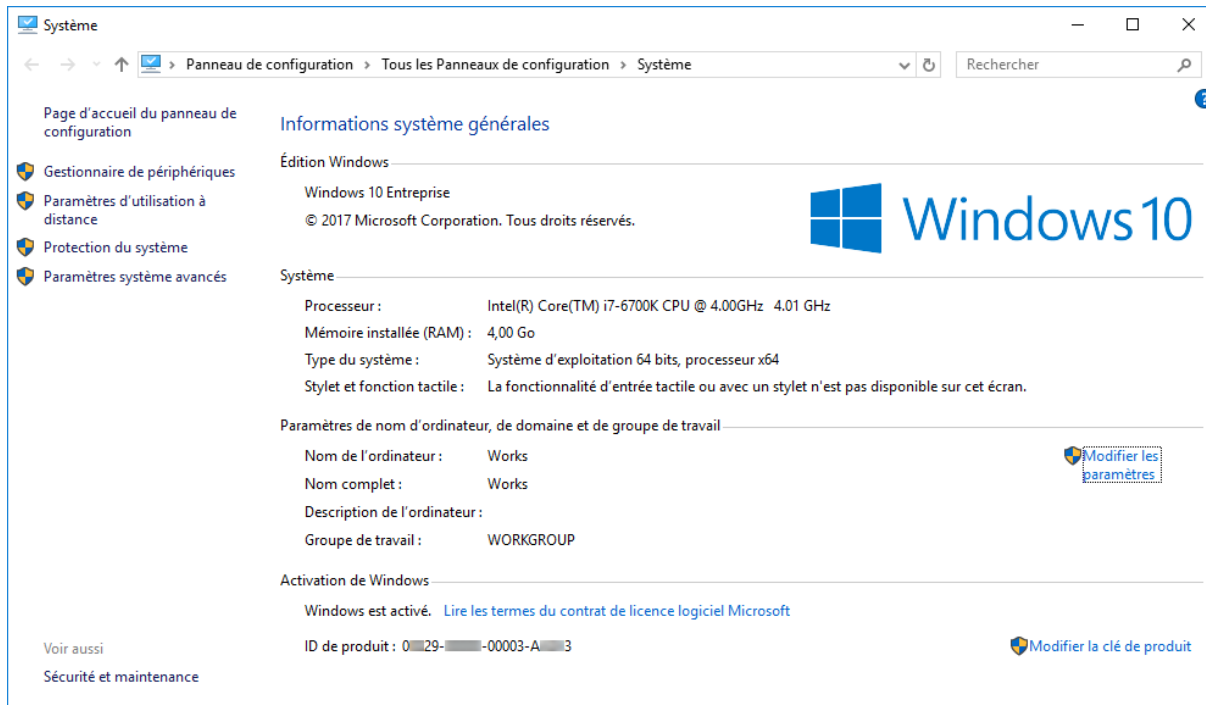 Système
Panneau de configuration > Tous les Panneaux de configuration > Système
Rechercher
Page d'accueil du panneau de
configuration
Gestionnaire de périphériques
Paramètres d'utilisation à
distance
Protection du système
Paramètres système avancés
Informations système générales
Édition Windows
Windows 10 Entreprise
© 2017 Microsoft Corporation. Tous droits réservés.
Windows 10
Système
Processeur : Intel(R) Core(TM) i7-6700K CPU @ 4.00GHz 4.01 GHz
Mémoire installée (RAM) : 4,00 Go
Type du système : Système d'exploitation 64 bits, processeur x64
Stylet et fonction tactile : La fonctionnalité d'entrée tactile ou avec un stylet n'est pas disponible sur cet écran.
Paramètres de nom d'ordinateur, de domaine et de groupe de travail
Nom de l'ordinateur : Works
Modifier les
paramètres
Nom complet : Works
Description de l'ordinateur :
Groupe de travail : WORKGROUP
Activation de Windows
Windows est activé. Lire les termes du contrat de licence logiciel Microsoft
ID de produit : 0 29- -00003-A 3
Modifier la clé de produit
Voir aussi
Sécurité et maintenance